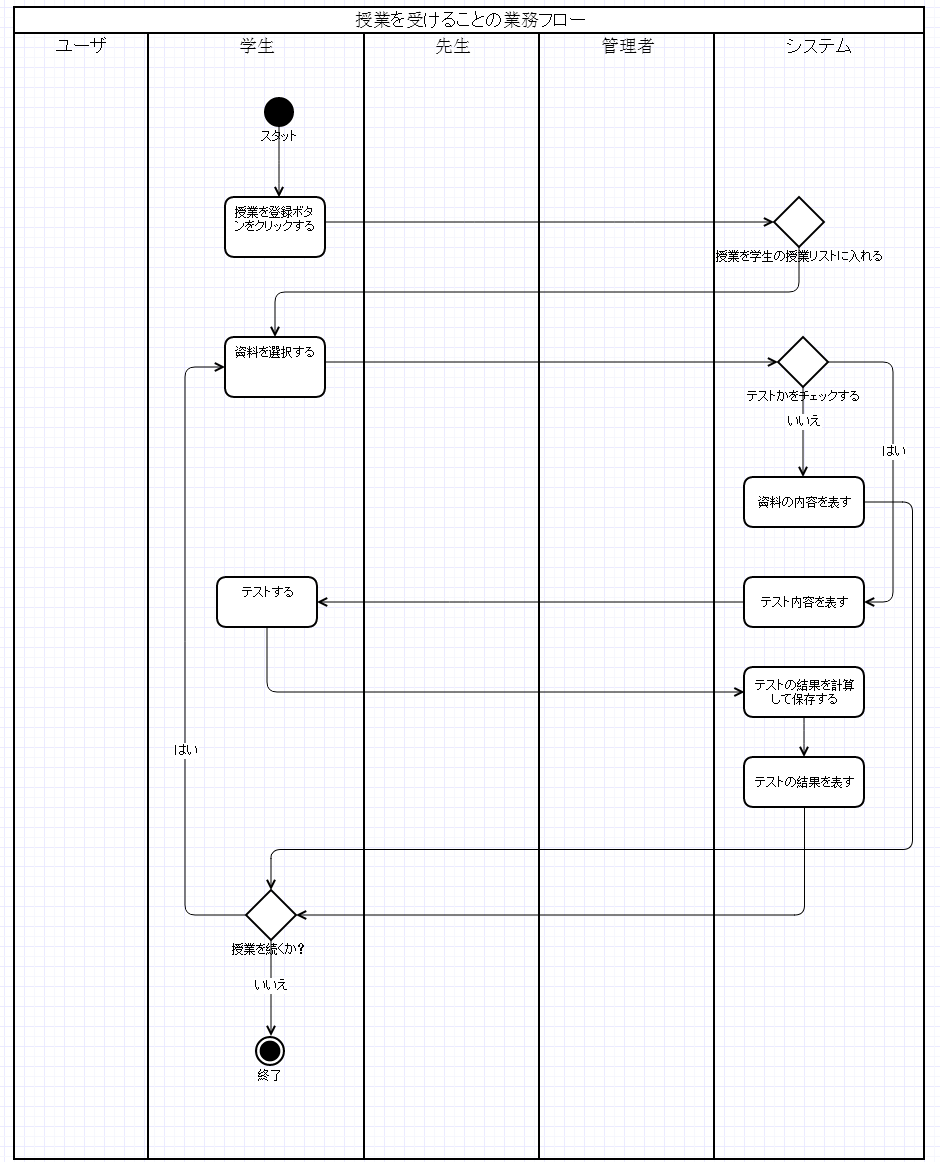 授業を受けることの業務フロー
ユーザ
学生
先生
管理者
システム
スタット
授業を登録ボタ
ンをクリックする
授業を学生の授業リストに入れる
資料を選択する
テストかをチェックする
いいえ
はい
資料の内容を表す
テストする
テスト内容を表す
テストの結果を計算
して保存する
はい
テストの結果を表す
授業を続くか?
いいえ
終了